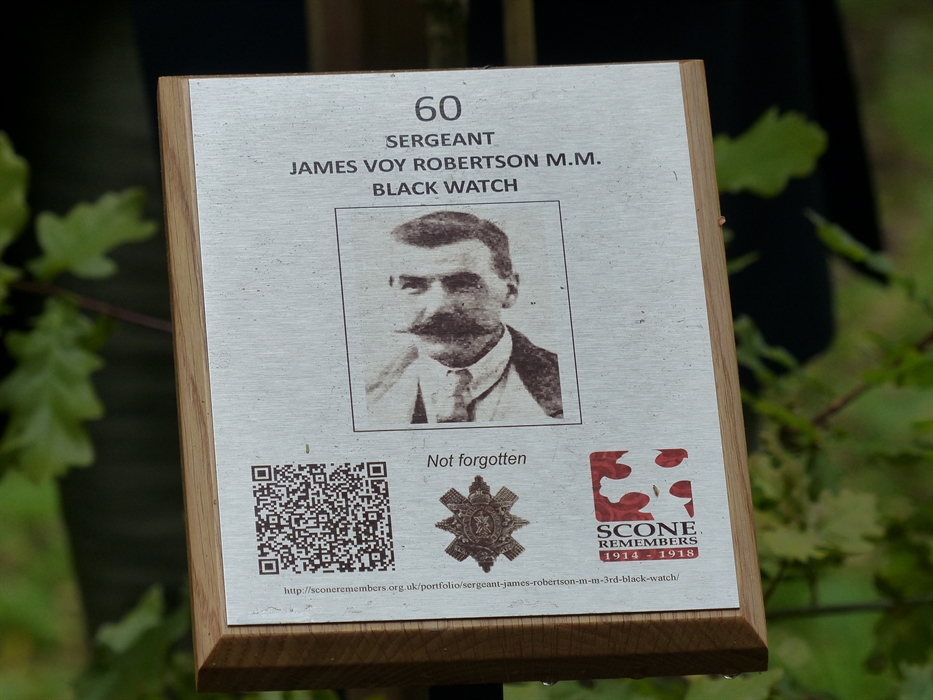 60
SERGEANT
JAMES VOY ROBERTSON M.M.
BLACK WATCH
Not forgotten
SCONE
REMEMBERS
1914 - 1918
http://sconeremembers.org.uk/portfolio/sergeant-james-robertson-m-m-3rd-black-watch/